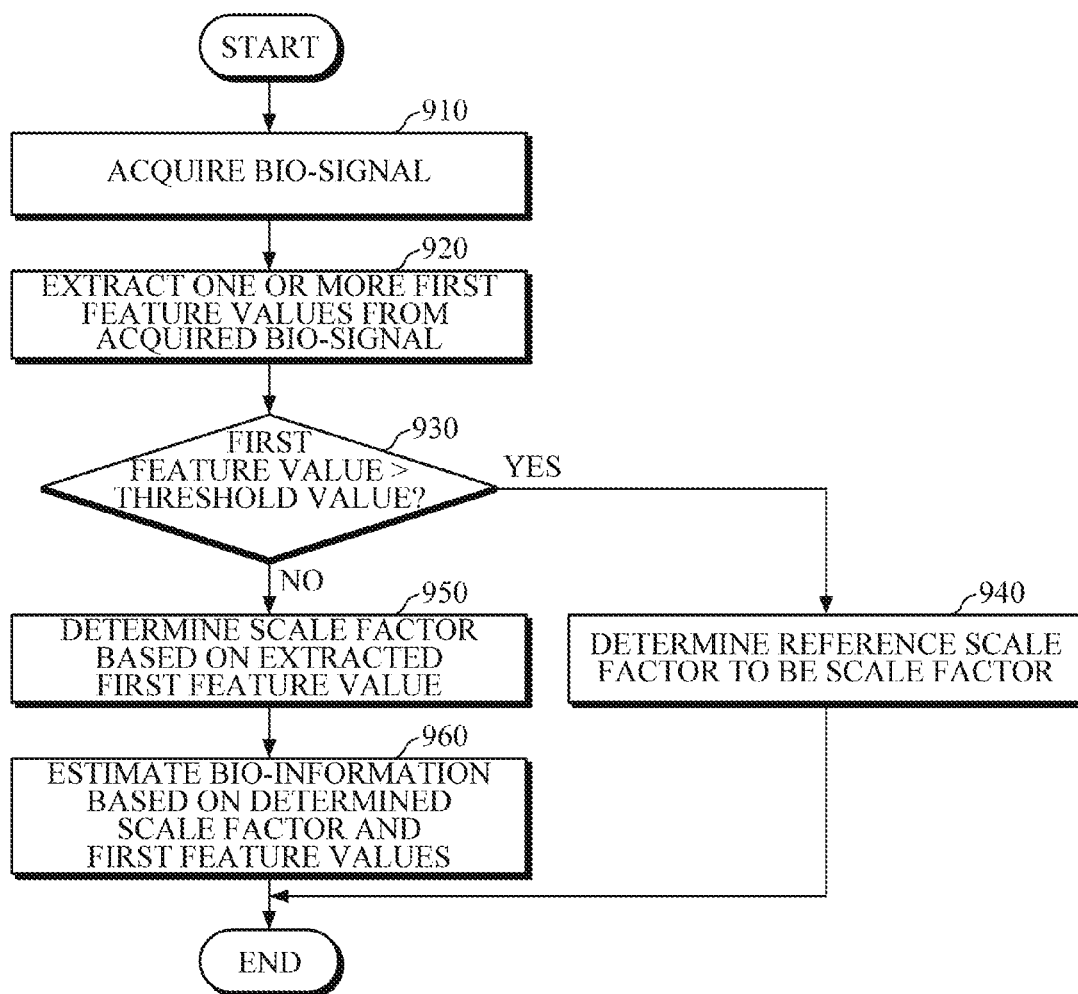 START
910
ACQUIRE BIO-SIGNAL
920
EXTRACT ONE OR MORE FIRST
FEATURE VALUES FROM
ACQUIRED BIO-SIGNAL
930
FIRST
FEATURE VALUE >
THRESHOLD VALUE?
YES
NO
950
DETERMINE SCALE FACTOR
BASED ON EXTRACTED
FIRST FEATURE VALUE
940
DETERMINE REFERENCE SCALE
FACTOR TO BE SCALE FACTOR
960
ESTIMATE BIO-INFORMATION
BASED ON DETERMINED
SCALE FACTOR AND
FIRST FEATURE VALUES
END